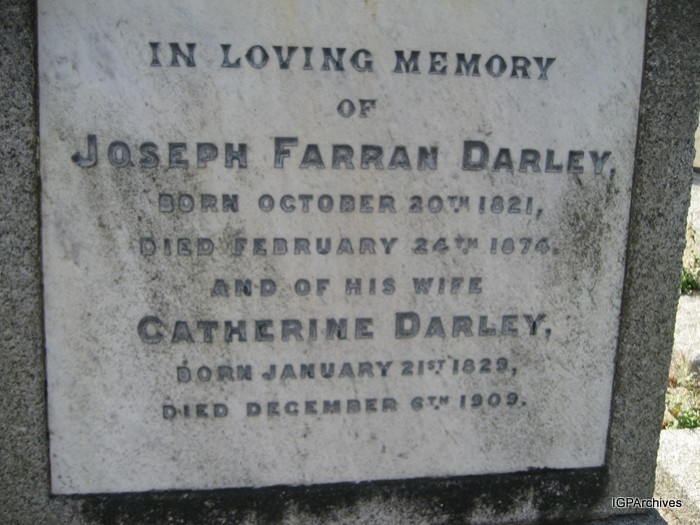 IN LOVING MEMORY
OF
JOSEPH FARRAN DARLEY,
BORN OCTOBER 20TH 1821,
DIED FEBRUARY 24TH 1874.
AND OF HIS WIFE
CATHERINE DARLEY,
BORN JANUARY 21ST 1829,
DIED DECEMBER 6TH 1909.
IGPArchives